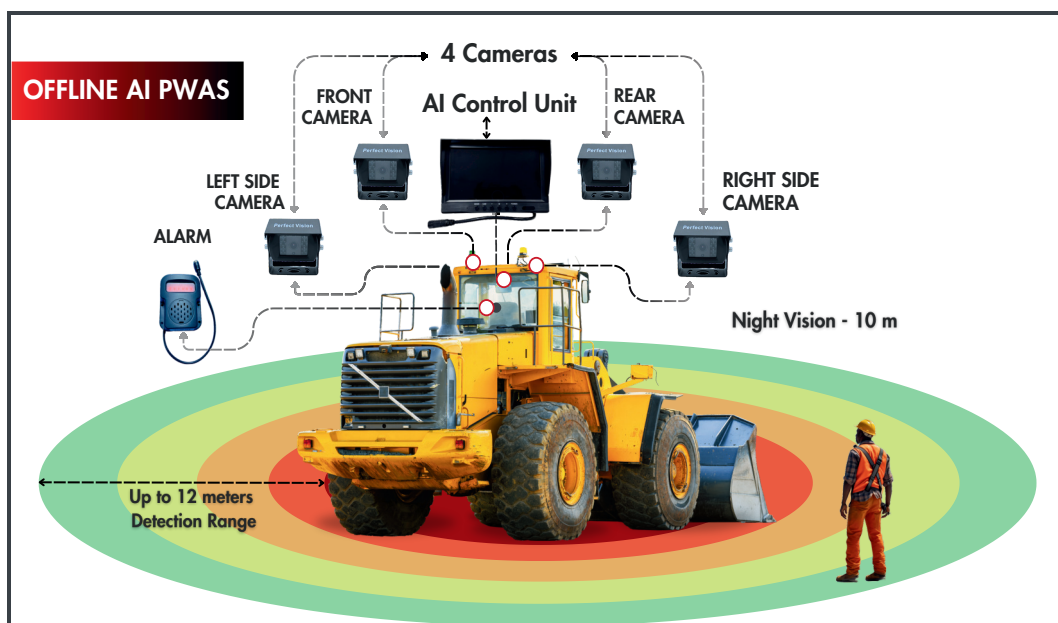 4 Cameras
OFFLINE AI PWAS
FRONT
CAMERA
AI Control Unit
REAR
CAMERA
Perfect Vision
Perfect Vision
LEFT SIDE
CAMERA
RIGHT SIDE
CAMERA
Perfect Vision
Perfect Vision
ALARM
Night Vision - 10 m
Up to 12 meters
Detection Range